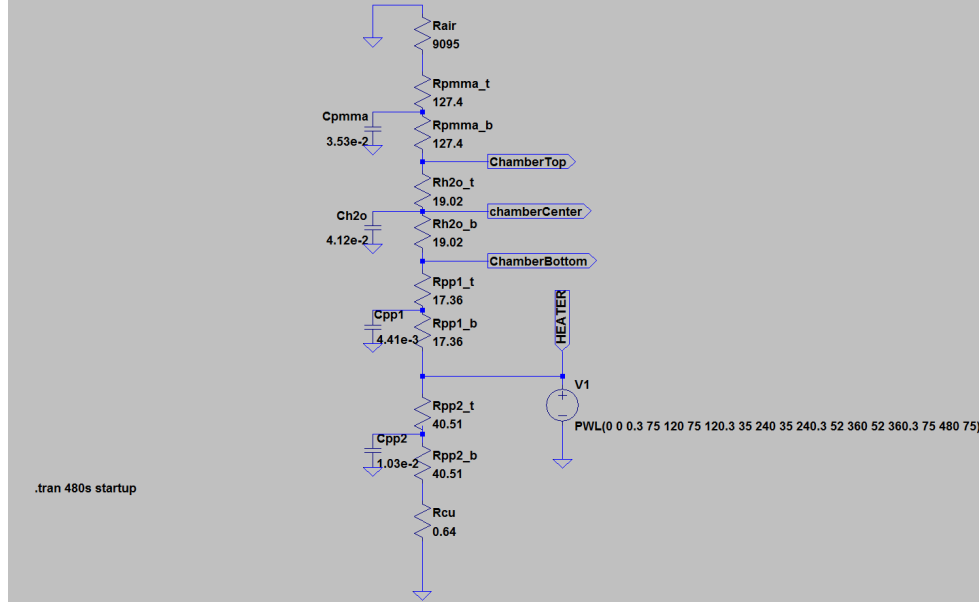 Rair
9095
Rpmma_t
127.4
Cpmma
3.53e-2
Rpmma_b
127.4
ChamberTop
Rh2o_t
19.02
Ch2o
4.12e-2
chamberCenter
Rh2o_b
19.02
ChamberBottom
Rpp1_t
17.36
Cpp1
4.41e-3
Rpp1_b
17.36
HEATER
V1
PWL(0 0 0.3 75 120 75 120.3 35 240 35 240.3 52 360 52 360.3 75 480 75)
Rpp2_t
40.51
Cpp2
1.03e-2
Rpp2_b
40.51
.tran 480s startup
Rcu
0.64